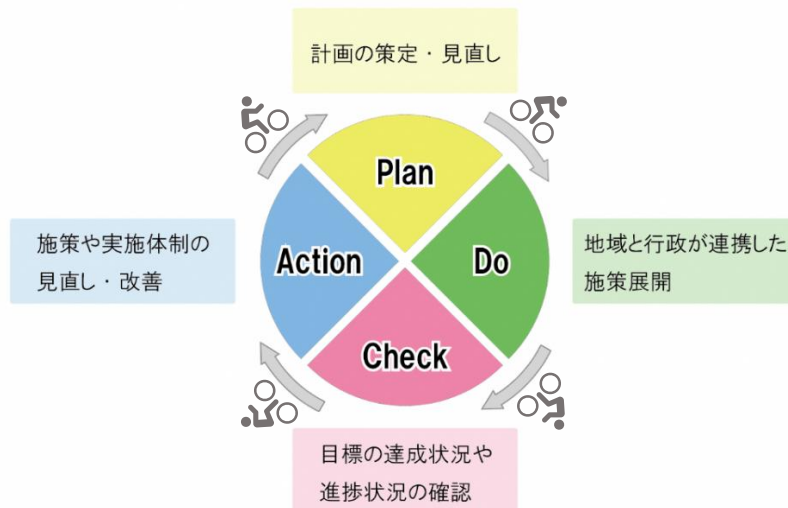 計画の策定・見直し
Plan
施策や実施体制の
見直し・改善
Action
Do
地域と行政が連携した
施策展開
Check
目標の達成状況や
進捗状況の確認